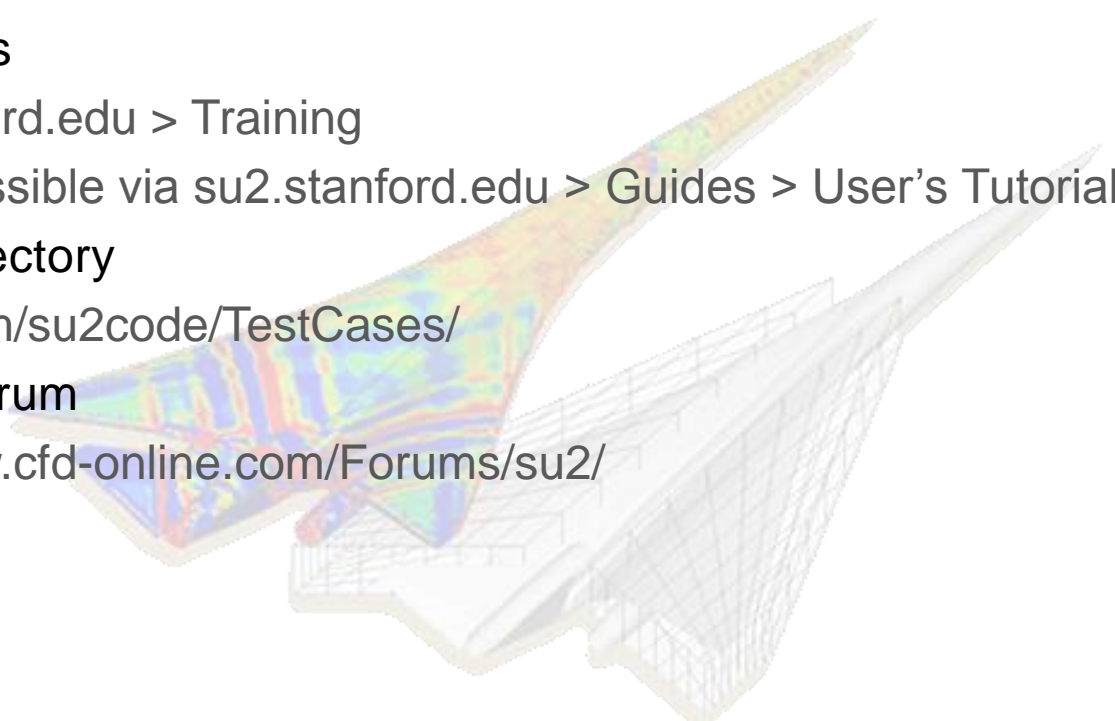 s
rd.edu > Training
ssible via su2.stanford.edu > Guides > User’s Tutorial
ectory
n/su2code/TestCases/
rum
w.cfd-online.com/Forums/su2/